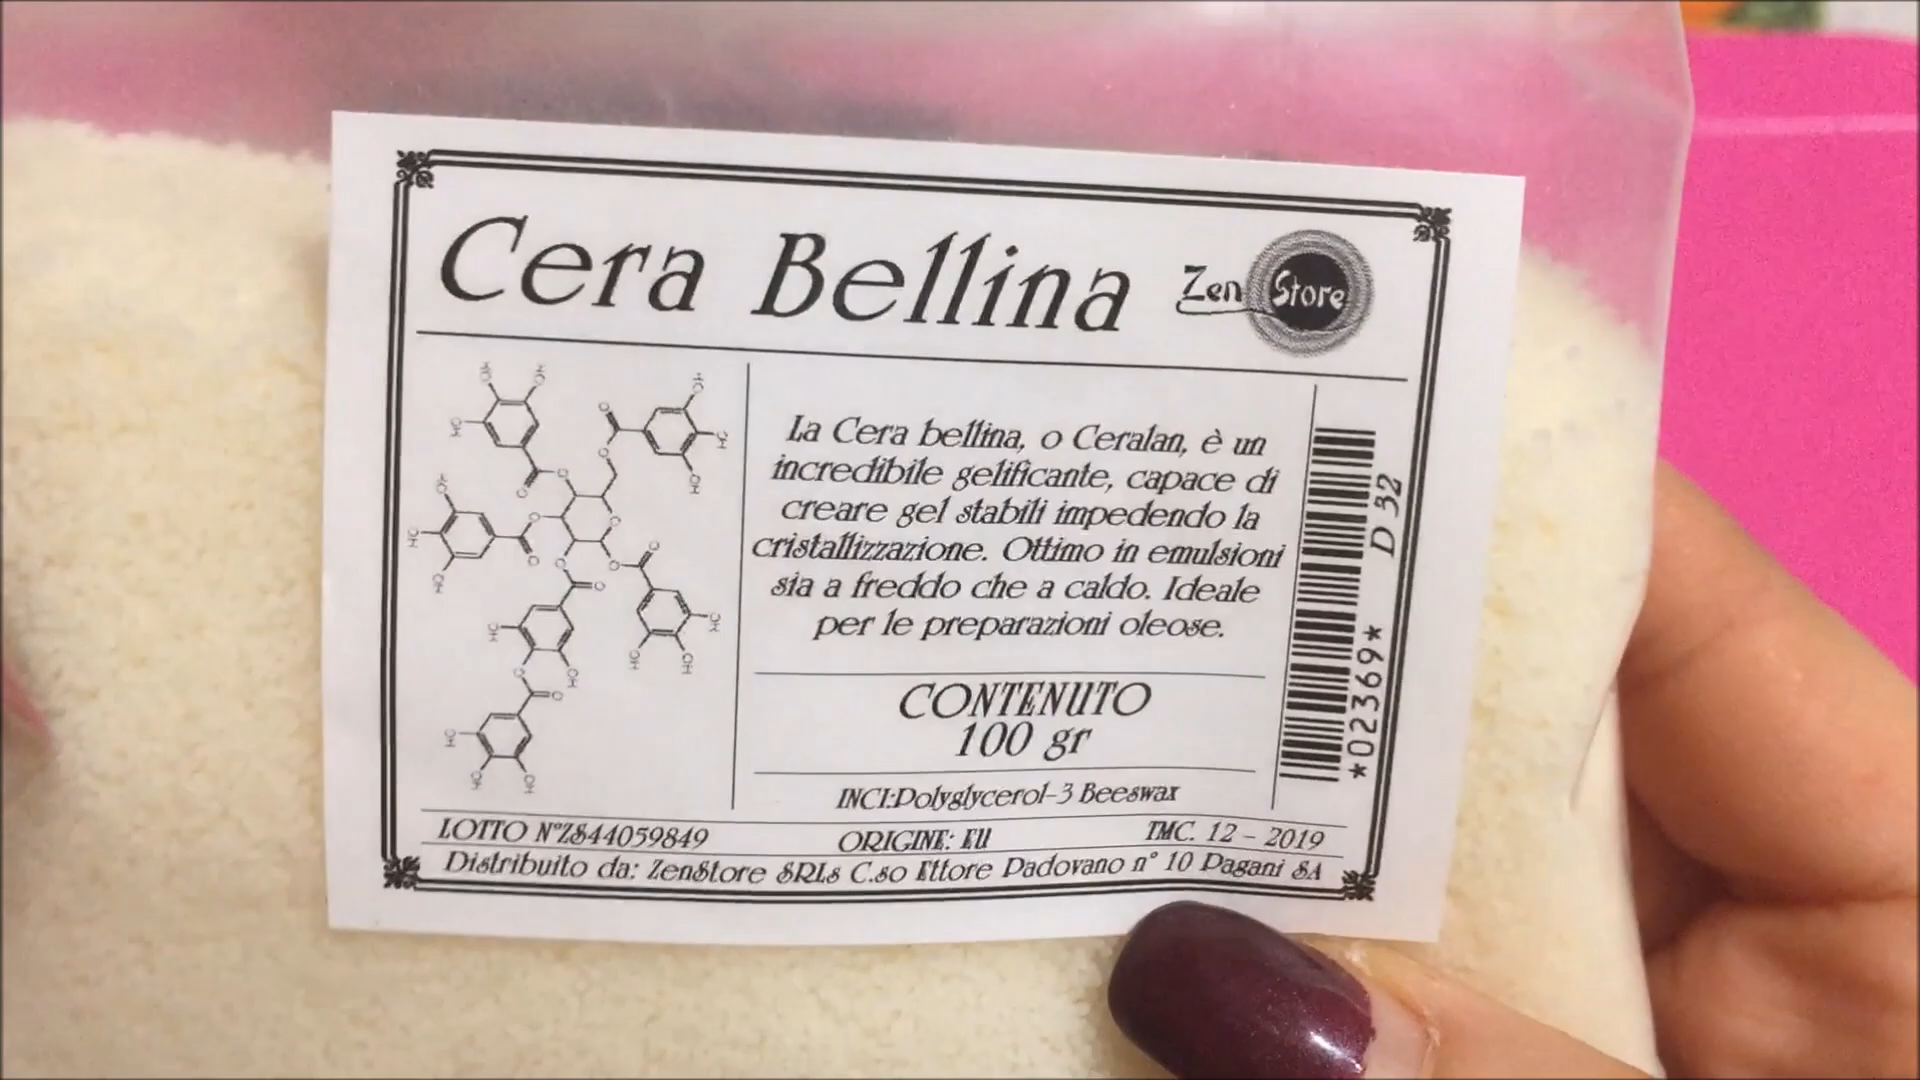 Cera Bellina
Zen Store
La Cera bellina, o Ceralan, è un
incredibile gelificante, capace di
creare gel stabili impedendo la
cristallizzazione. Ottimo in emulsioni
sia a freddo che a caldo. Ideale
per le preparazioni oleose.
CONTENUTO
100 gr
INCI:Polyglycerol-3 Beeswax
D 32
*02369*
LOTTO N°ZS44059849
ORIGINE: EU
TMC. 12 - 2019
Distribuito da: ZenStore SRLs C.so Ettore Padovano n° 10 Pagani SA